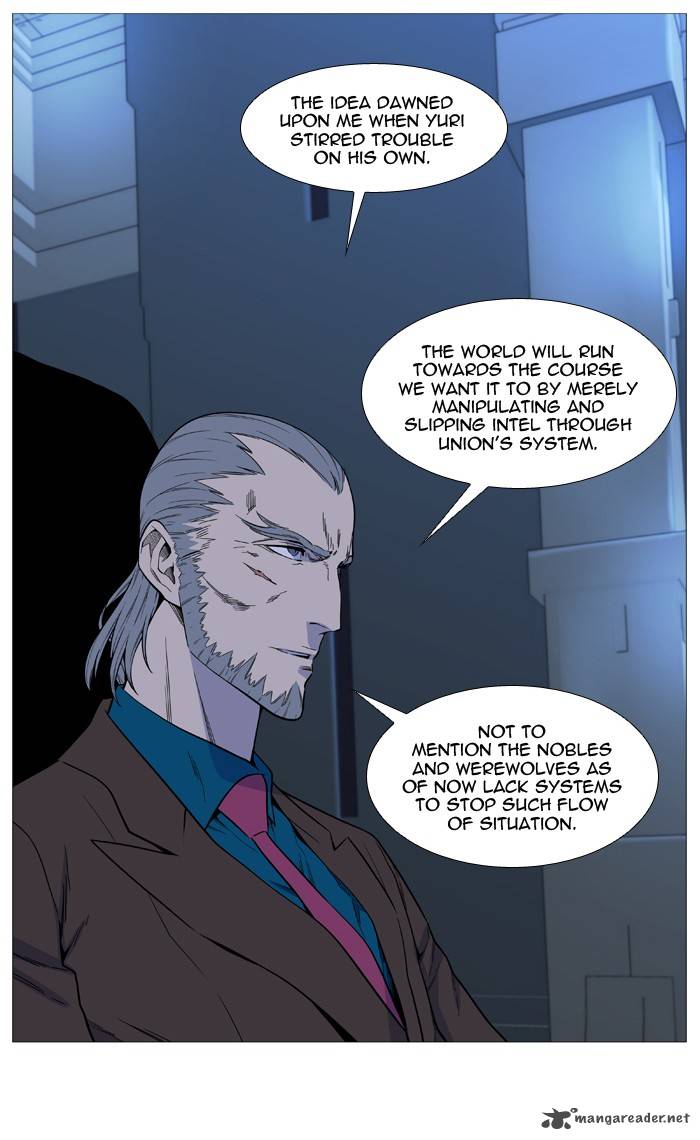 THE IDEA DAWNED
UPON ME WHEN YURI
STIRRED TROUBLE
ON HIS OWN.
THE WORLD WILL RUN
TOWARDS THE COURSE
WE WANT IT TO BY MERELY
MANIPULATING AND
SLIPPING INTEL THROUGH
UNION'S SYSTEM.
NOT TO
MENTION THE NOBLES
AND WEREWOLVES AS
OF NOW LACK SYSTEMS
TO STOP SUCH FLOW
OF SITUATION.
mangareader.net